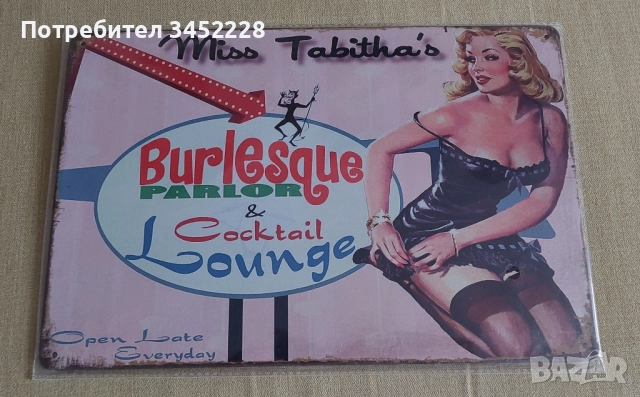 Потребител 3452228
Miss Tabitha's
Burlesque
PARLOR
&
Cocktail
Lounge
Open Late
Everyday
BAZAR